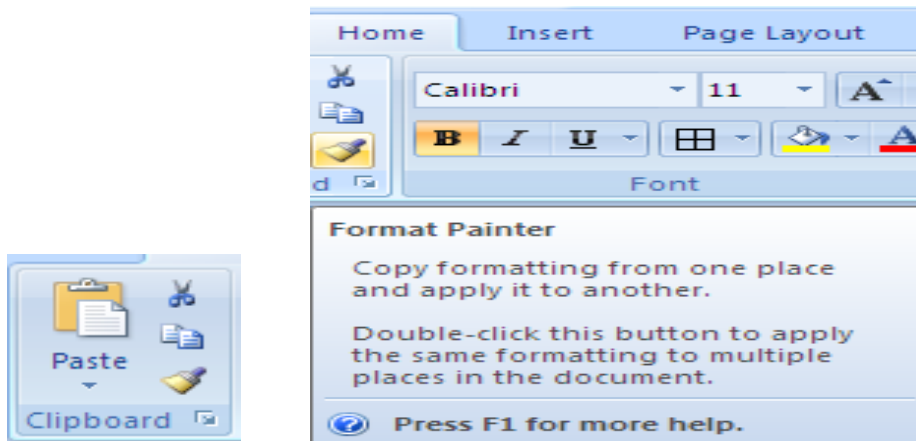 Home Insert Page Layout
Calibri 11 A
B I U A
d Font
Format Painter
Copy formatting from one place
and apply it to another.
Double-click this button to apply
the same formatting to multiple
places in the document.
Press F1 for more help.
Paste
Clipboard